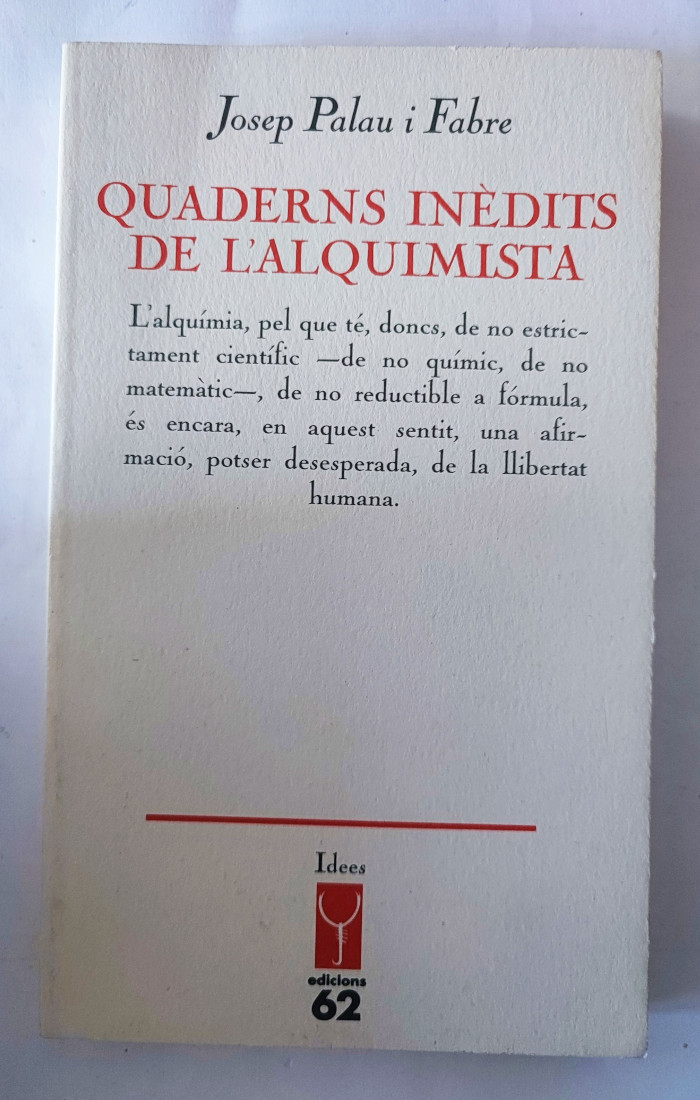 Josep Palau i Fabre
QUADERNS INÈDITS
DE L'ALQUIMISTA
L'alquímia, pel que té, doncs, de no estric-
tament científic —de no químic, de no
matemàtic—, de no reductible a fórmula,
és encara, en aquest sentit, una afir-
mació, potser desesperada, de la llibertat
humana.
Idees
edicions
62